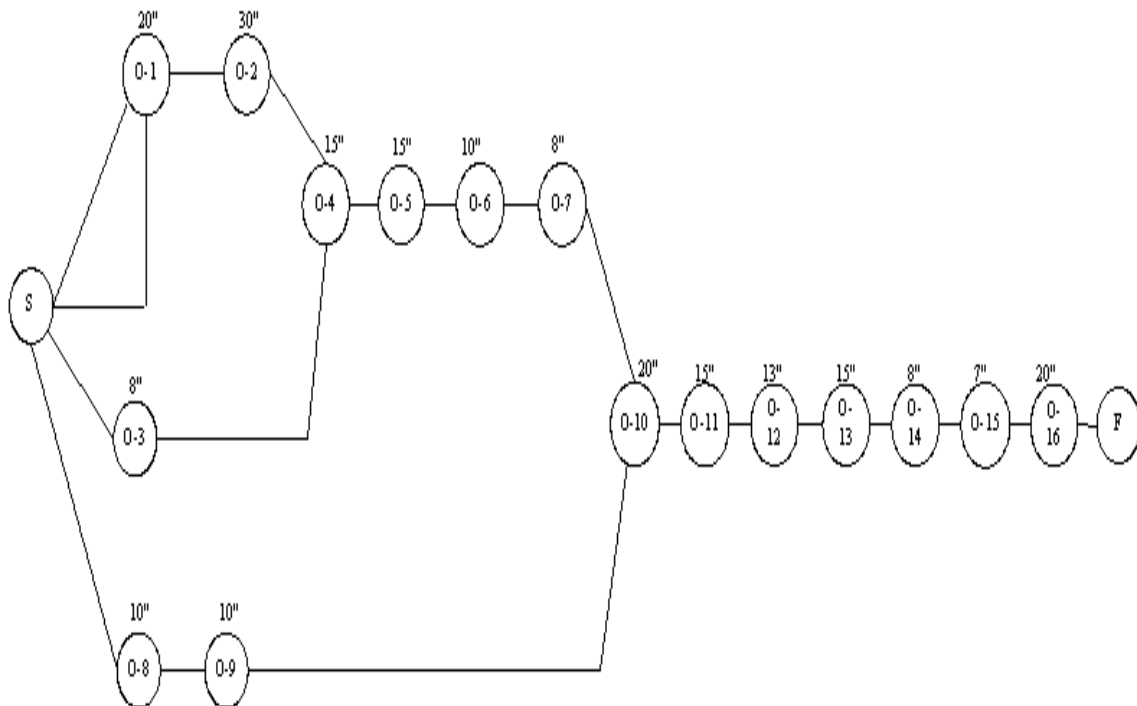 20" 30"
O-1 O-2
15" 15" 10" 8"
O-4 O-5 O-6 O-7
S
8"
O-3
20" 15" 13" 15" 8" 7" 20"
O-10 O-11 O-12 O-13 O-14 O-15 O-16 F
10" 10"
O-8 O-9